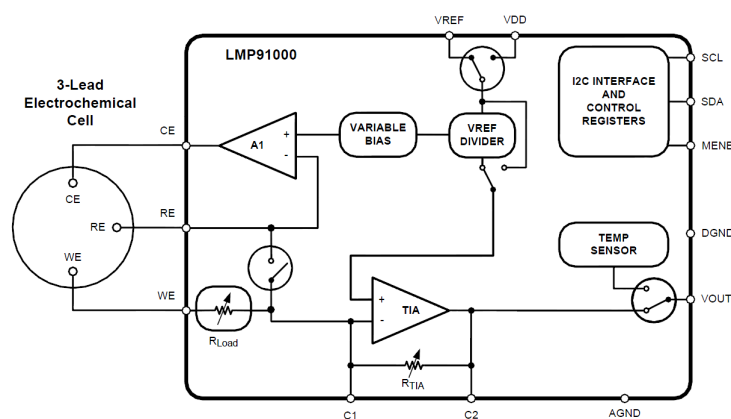 VREF
VDD
LMP91000
SCL
3-Lead
Electrochemical
Cell
I2C INTERFACE
AND
CONTROL
REGISTERS
SDA
CE
A1
+
-
VARIABLE
BIAS
VREF
DIVIDER
MENB
CE
RE
RE
WE
DGND
TEMP
SENSOR
WE
+
-
TIA
VOUT
RLoad
RTIA
C1
C2
AGND